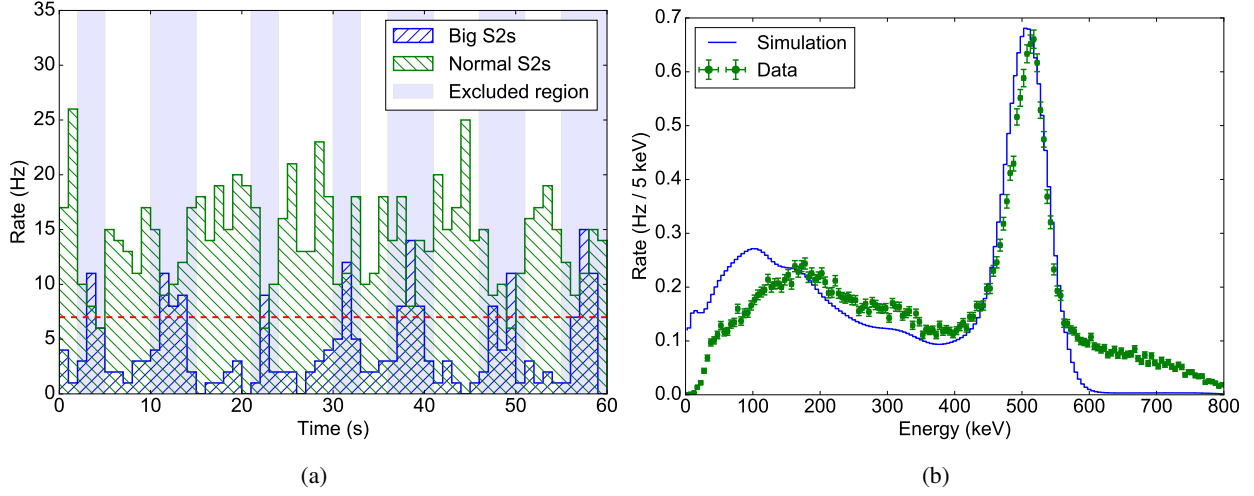 35
30
25
20
15
10
5
0
Rate (Hz)
Big S2s
Normal S2s
Excluded region
0 10 20 30 40 50 60
Time (s)
(a)
0.7
0.6
0.5
0.4
0.3
0.2
0.1
0.0
Rate (Hz / 5 keV)
Simulation
Data
0 100 200 300 400 500 600 700 800
Energy (keV)
(b)